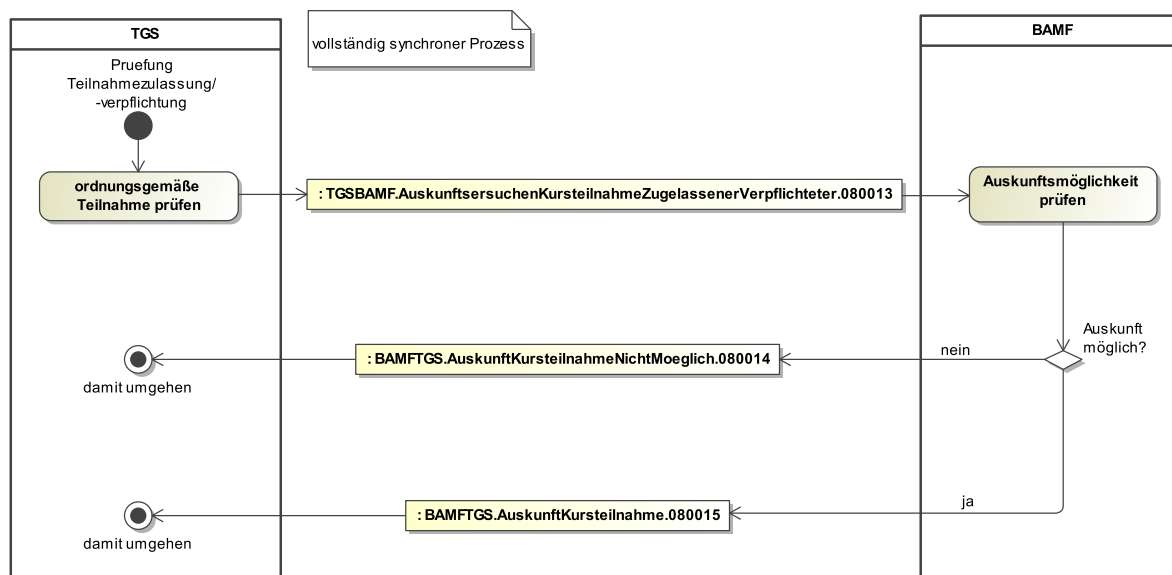 TGS
vollständig synchroner Prozess
BAMF
Pruefung
Teilnahmezulassung/
-verpflichtung
ordnungsgemäße
Teilnahme prüfen
: TGSBAMF.AuskunftsersuchenKursteilnahmeZugelassenerVerpflichteter.080013
Auskunftsmöglichkeit
prüfen
Auskunft
möglich?
nein
: BAMFTGS.AuskunftKursteilnahmeNichtMoeglich.080014
damit umgehen
ja
: BAMFTGS.AuskunftKursteilnahme.080015
damit umgehen